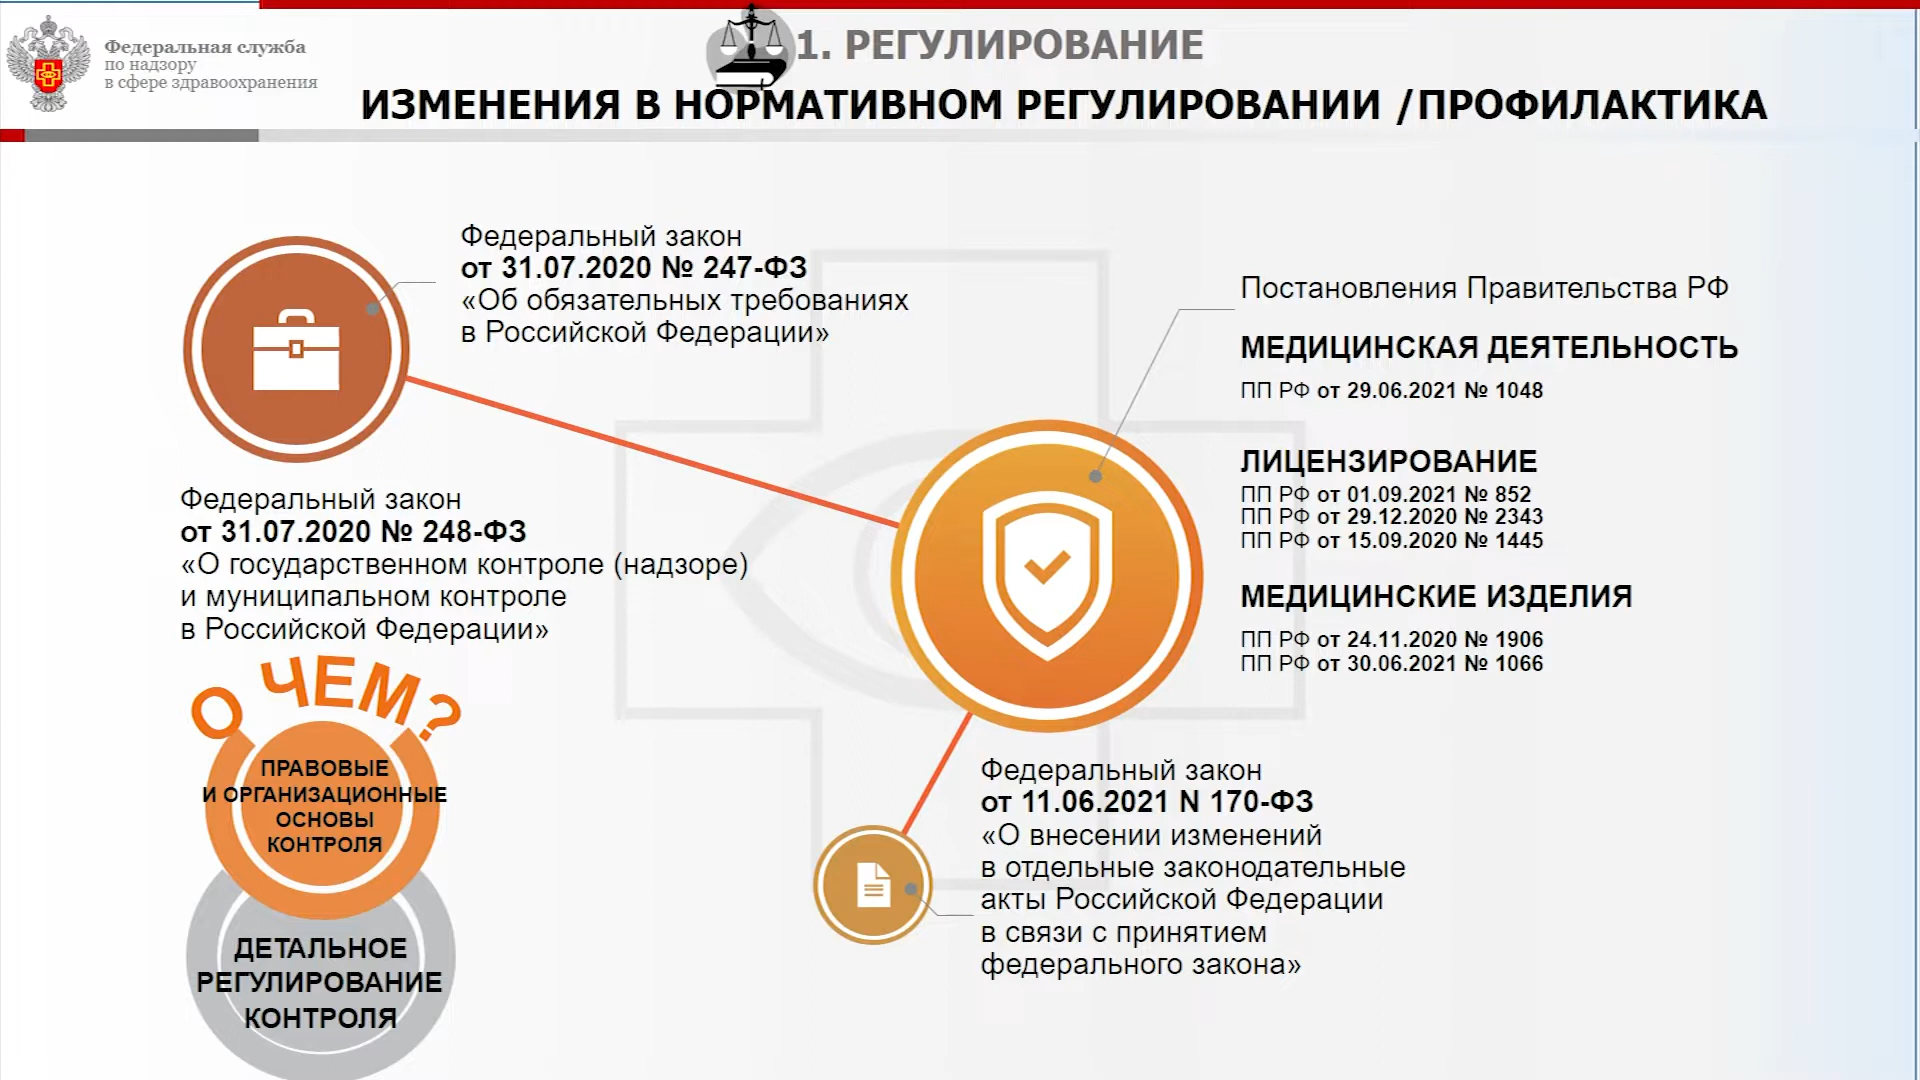 Федеральная служба
по надзору
в сфере здравоохранения
1. РЕГУЛИРОВАНИЕ
ИЗМЕНЕНИЯ В НОРМАТИВНОМ РЕГУЛИРОВАНИИ /ПРОФИЛАКТИКА
Федеральный закон
от 31.07.2020 № 247-ФЗ
«Об обязательных требованиях
в Российской Федерации»
Федеральный закон
от 31.07.2020 № 248-ФЗ
«О государственном контроле (надзоре)
и муниципальном контроле
в Российской Федерации»
О ЧЕМ?
ПРАВОВЫЕ
И ОРГАНИЗАЦИОННЫЕ
ОСНОВЫ
КОНТРОЛЯ
ДЕТАЛЬНОЕ
РЕГУЛИРОВАНИЕ
КОНТРОЛЯ
Постановления Правительства РФ
МЕДИЦИНСКАЯ ДЕЯТЕЛЬНОСТЬ
ПП РФ от 29.06.2021 № 1048
ЛИЦЕНЗИРОВАНИЕ
ПП РФ от 01.09.2021 № 852
ПП РФ от 29.12.2020 № 2343
ПП РФ от 15.09.2020 № 1445
МЕДИЦИНСКИЕ ИЗДЕЛИЯ
ПП РФ от 24.11.2020 № 1906
ПП РФ от 30.06.2021 № 1066
Федеральный закон
от 11.06.2021 N 170-ФЗ
«О внесении изменений
в отдельные законодательные
акты Российской Федерации
в связи с принятием
федерального закона»